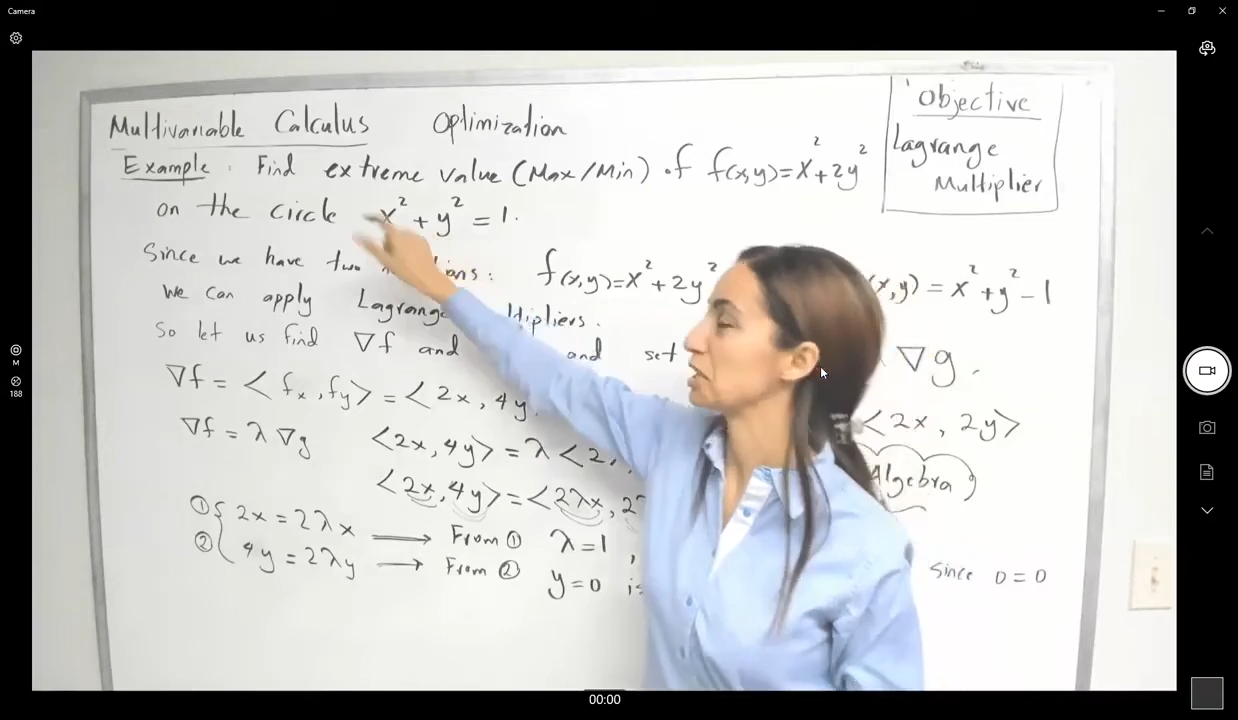 Camera
Multivariable Calculus Optimization
Objective
Lagrange
Multiplier
Example : Find extreme value (Max/Min) of f(x,y)=x²+2y²
on the circle x²+y²=1.
Since we have two : f(x,y)=x²+2y² (x,y) = x²+y²-1
We can apply Lagrange multipliers.
So let us find ∇f and and set ∇g.
∇f = <fx, fy> = <2x, 4y <2x, 2y>
∇f = λ∇g <2x, 4y> = λ<2
Algebra
<2x, 4y> = <2λx, 2
① 2x = 2λx → From ① λ=1,
② 4y = 2λy → From ② y=0 Since 0=0
M
188
00:00